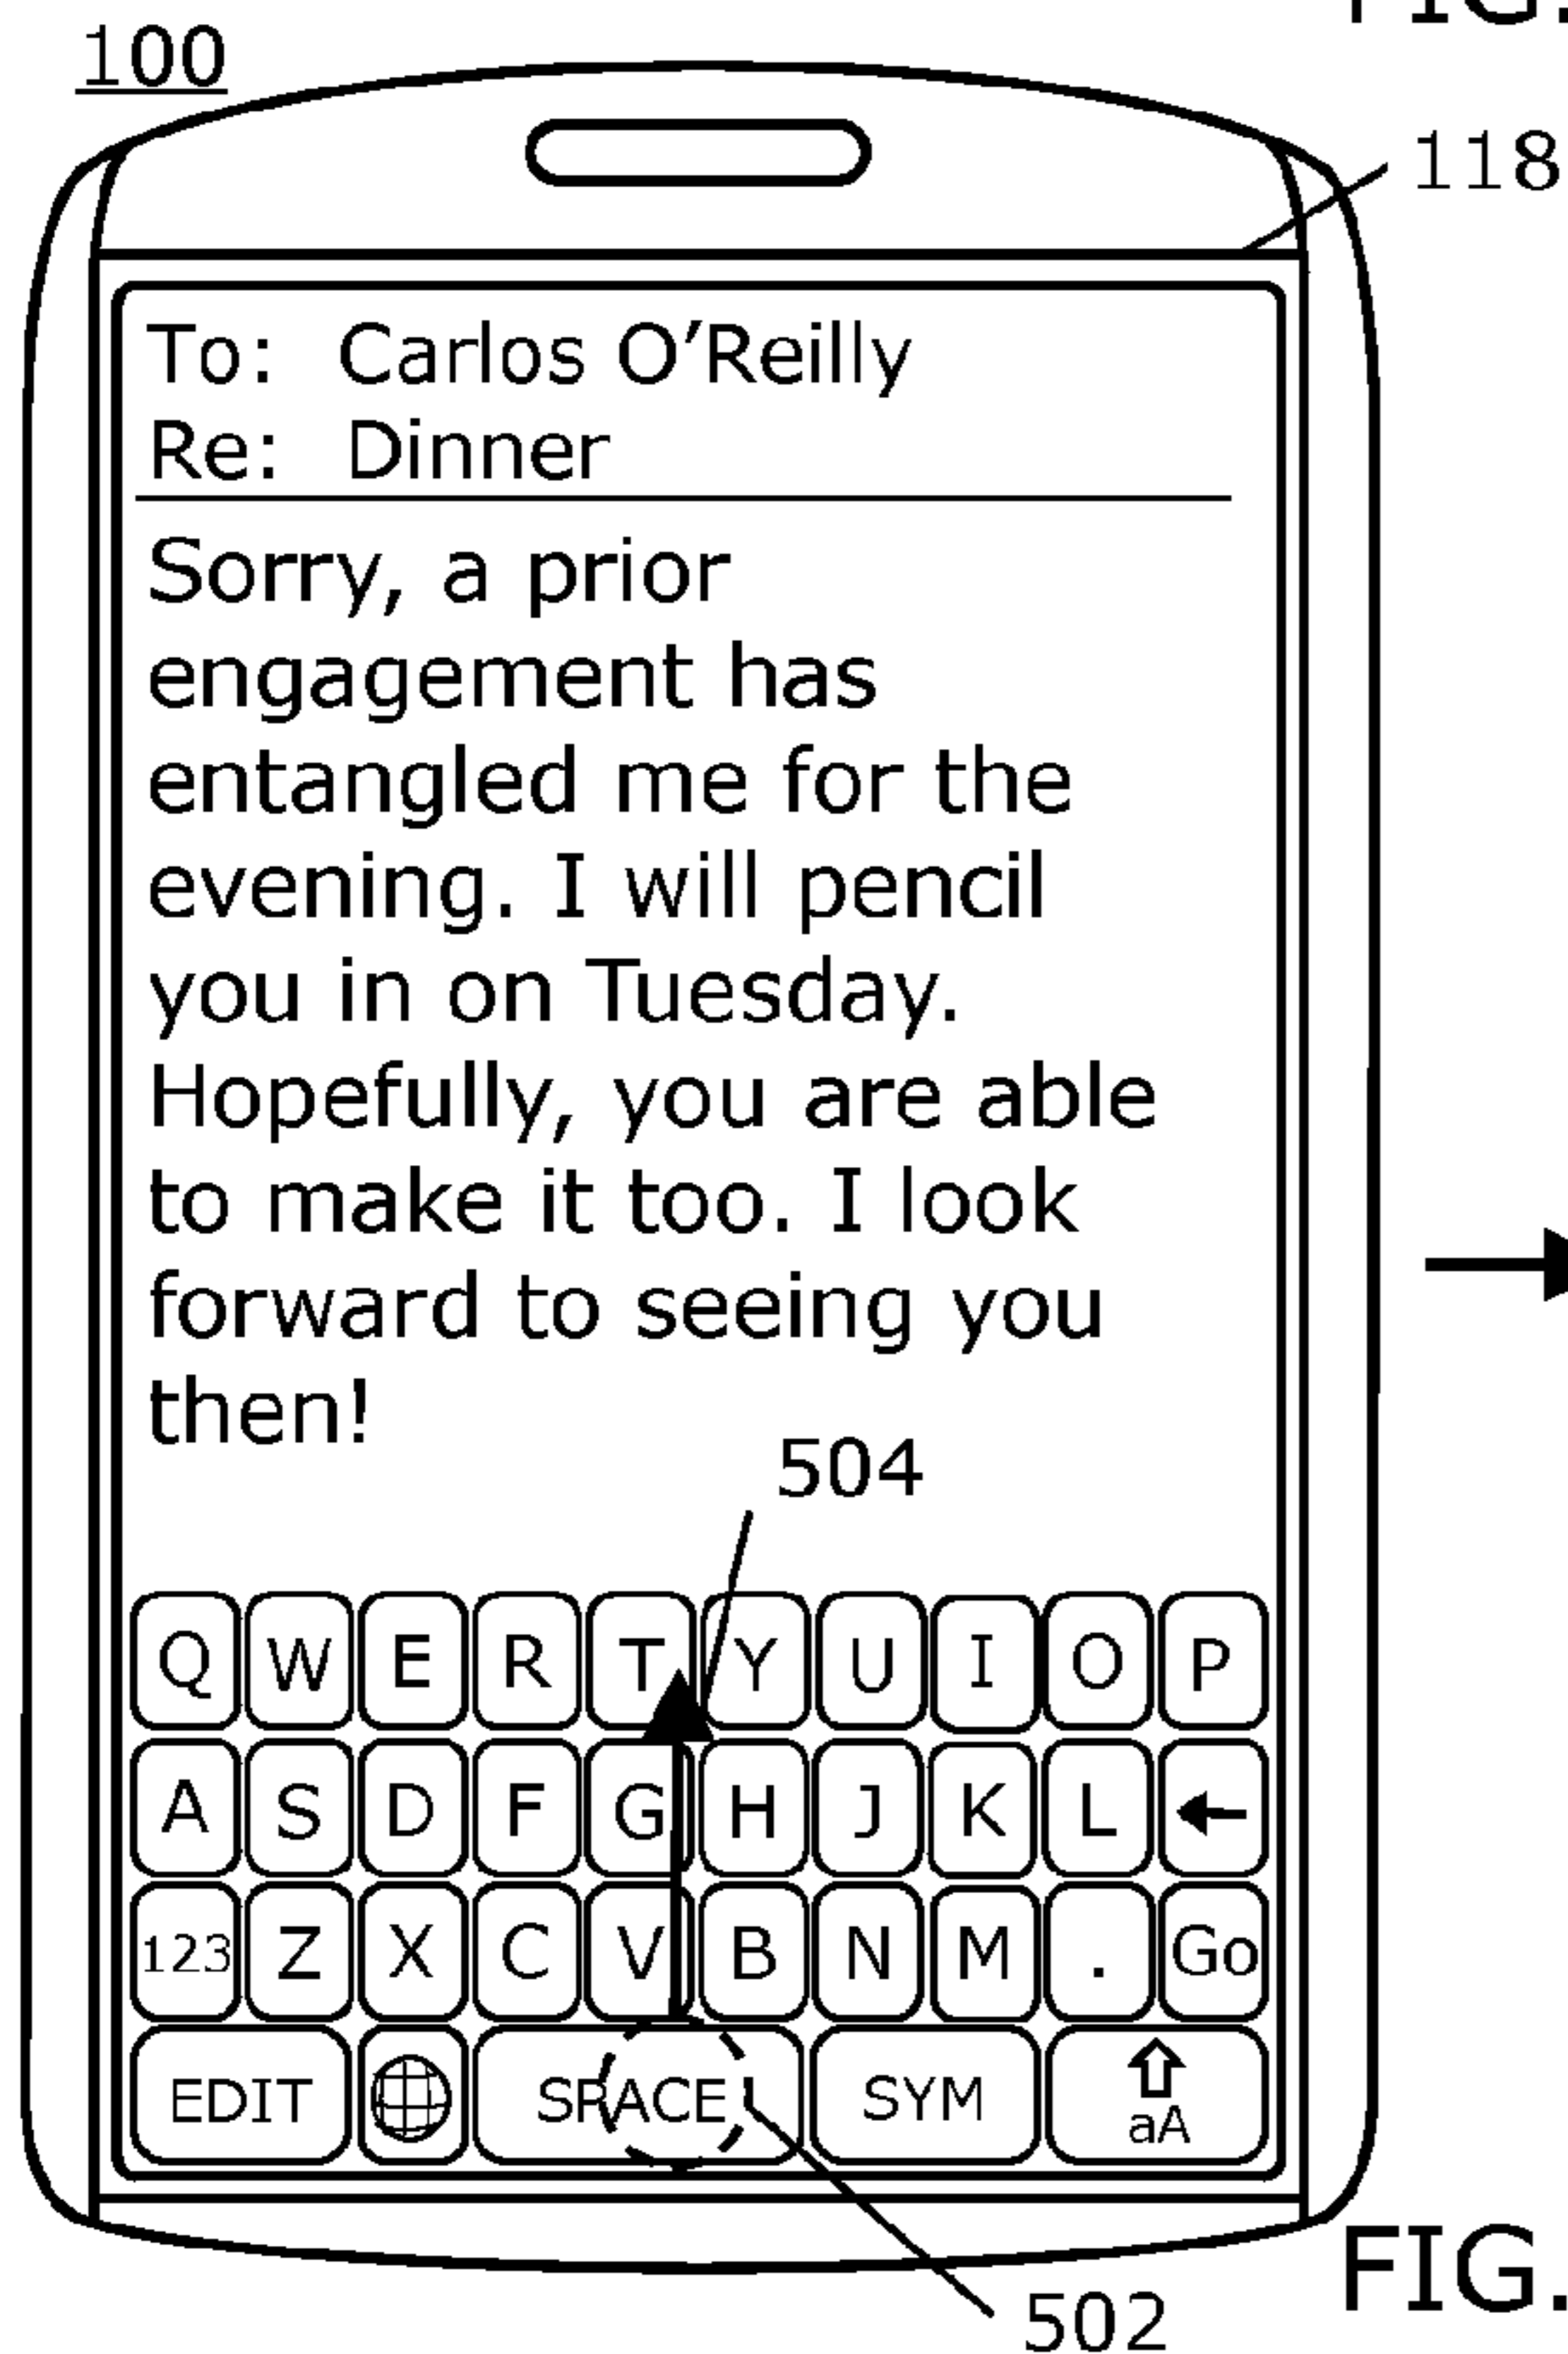 FIG.
100
118
To: Carlos O'Reilly
Re: Dinner
Sorry, a prior
engagement has
entangled me for the
evening. I will pencil
you in on Tuesday.
Hopefully, you are able
to make it too. I look
forward to seeing you
then!
504
Q W E R T Y U I O P
A S D F G H J K L
123 Z X C V B N M . Go
EDIT SPACE SYM aA
FIG.
502